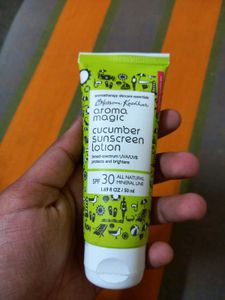 aromatherapy skincare essentials
Blossom Kochhar
aroma
magic
cucumber
sunscreen
lotion
broad-spectrum UVA/UVB
protects and brightens
SPF 30 ALL NATURAL
MINERAL LINE
1.69 fl OZ / 50 ml